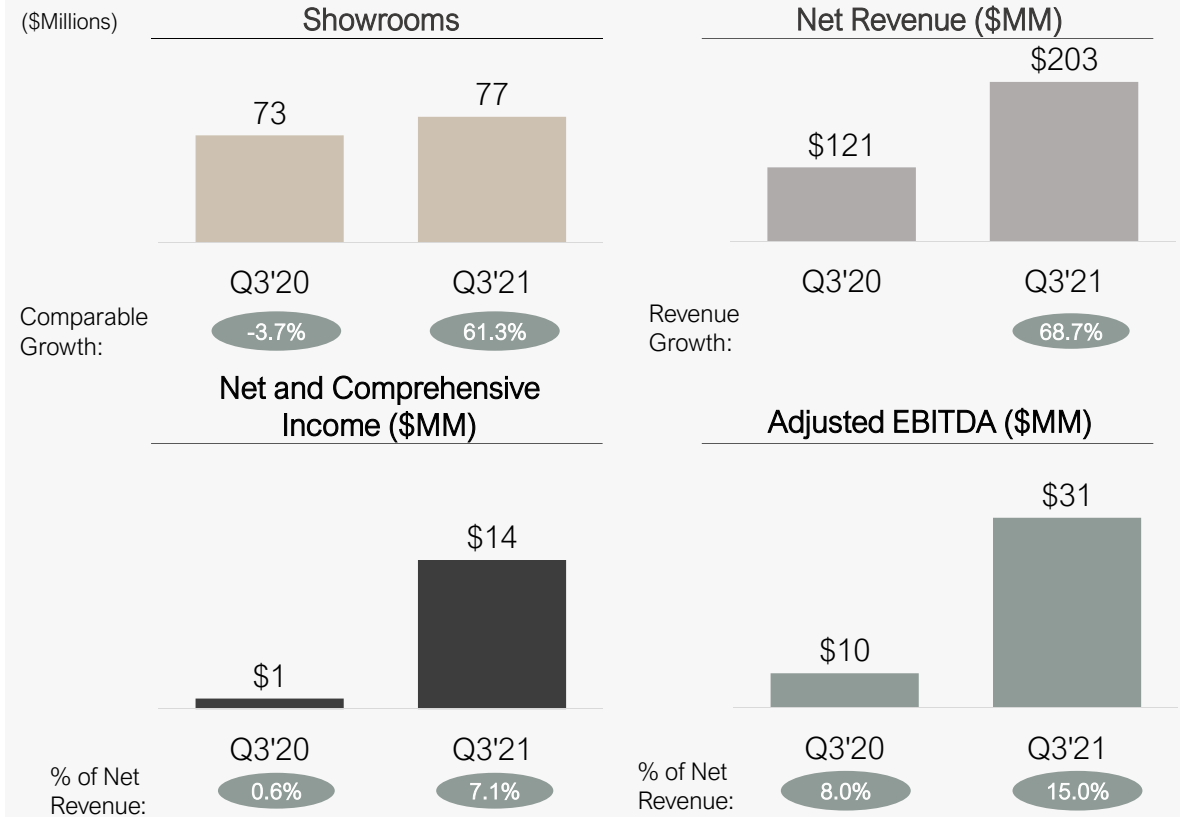 ($Millions)
Showrooms
73
77
Q3'20
Q3'21
Comparable
Growth:
-3.7%
61.3%
Net Revenue ($MM)
$121
$203
Q3'20
Q3'21
Revenue
Growth:
68.7%
Net and Comprehensive
Income ($MM)
$1
$14
Q3'20
Q3'21
% of Net
Revenue:
0.6%
7.1%
Adjusted EBITDA ($MM)
$10
$31
Q3'20
Q3'21
% of Net
Revenue:
8.0%
15.0%